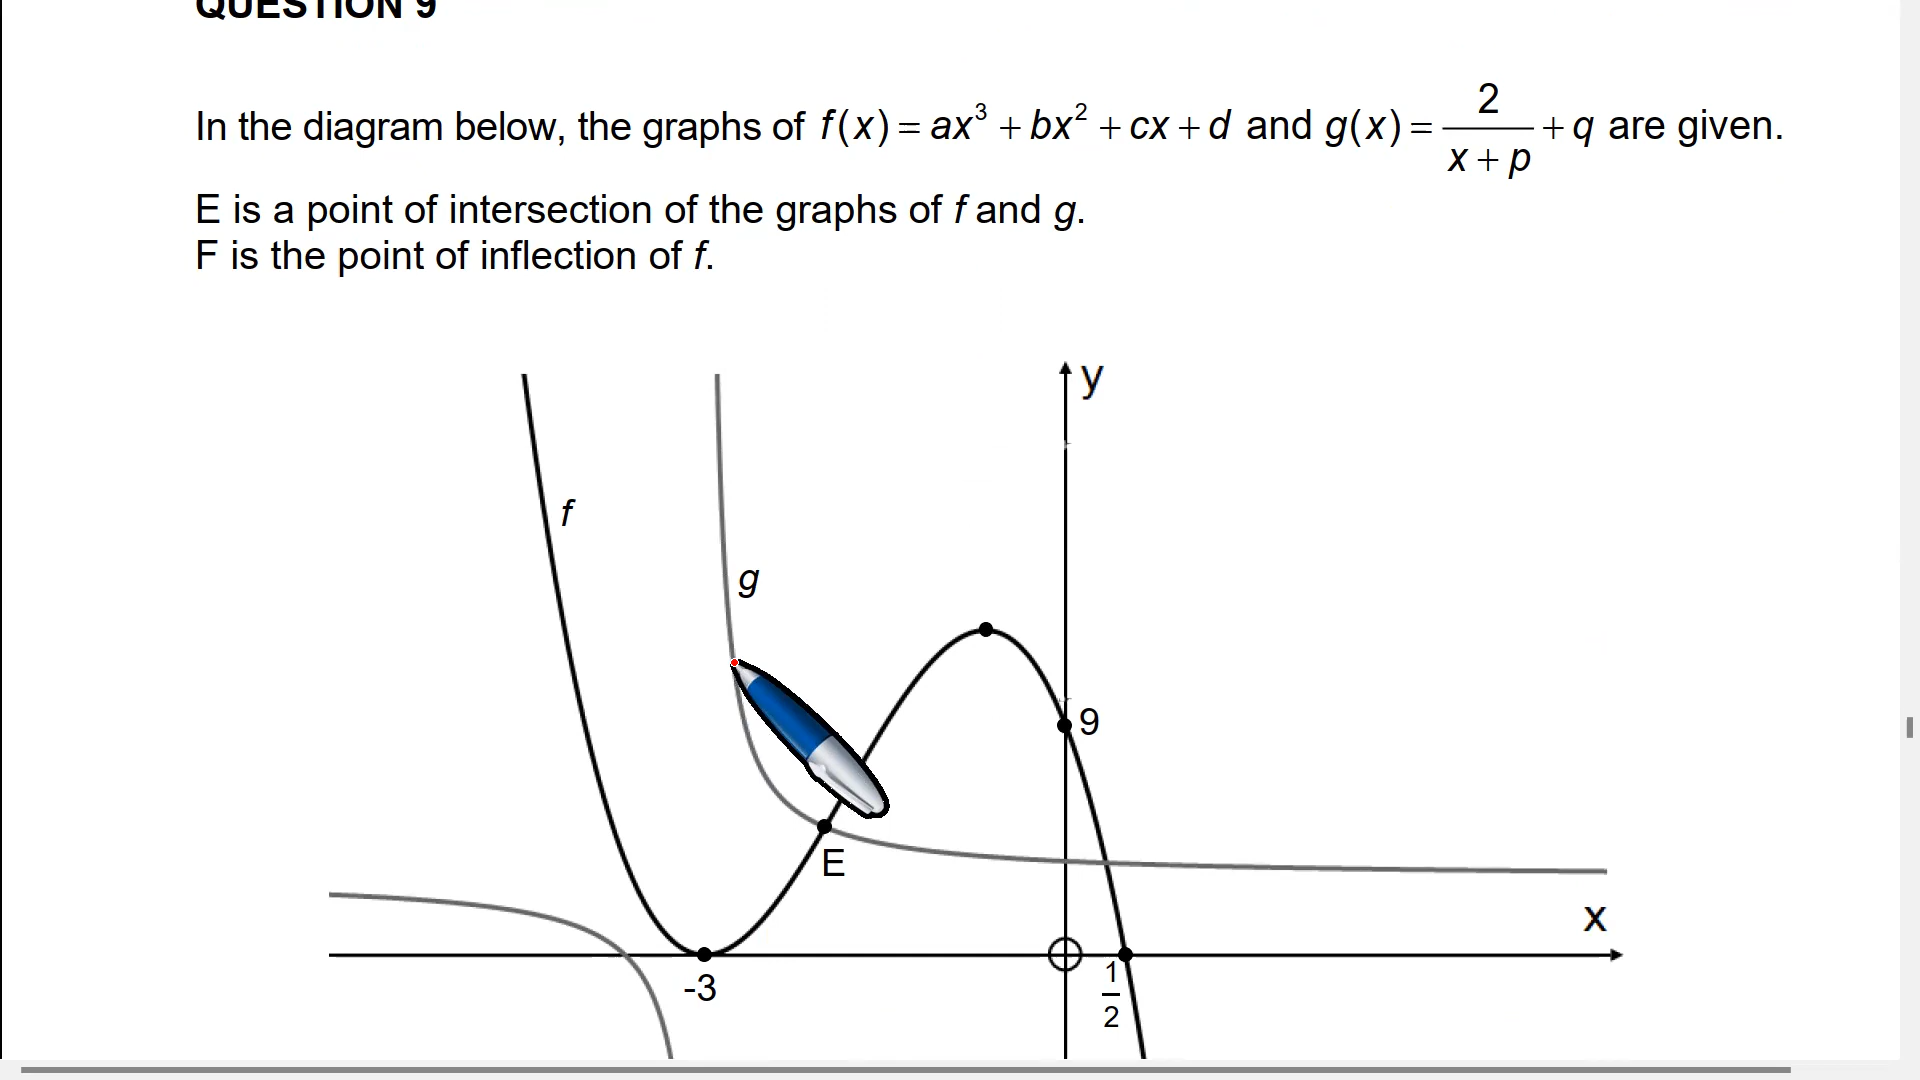 QUESTION 9
In the diagram below, the graphs of f(x) = ax³ + bx² + cx + d and g(x) = 2/(x + p) + q are given.
E is a point of intersection of the graphs of f and g.
F is the point of inflection of f.
y
f
g
9
E
x
-3
1/2